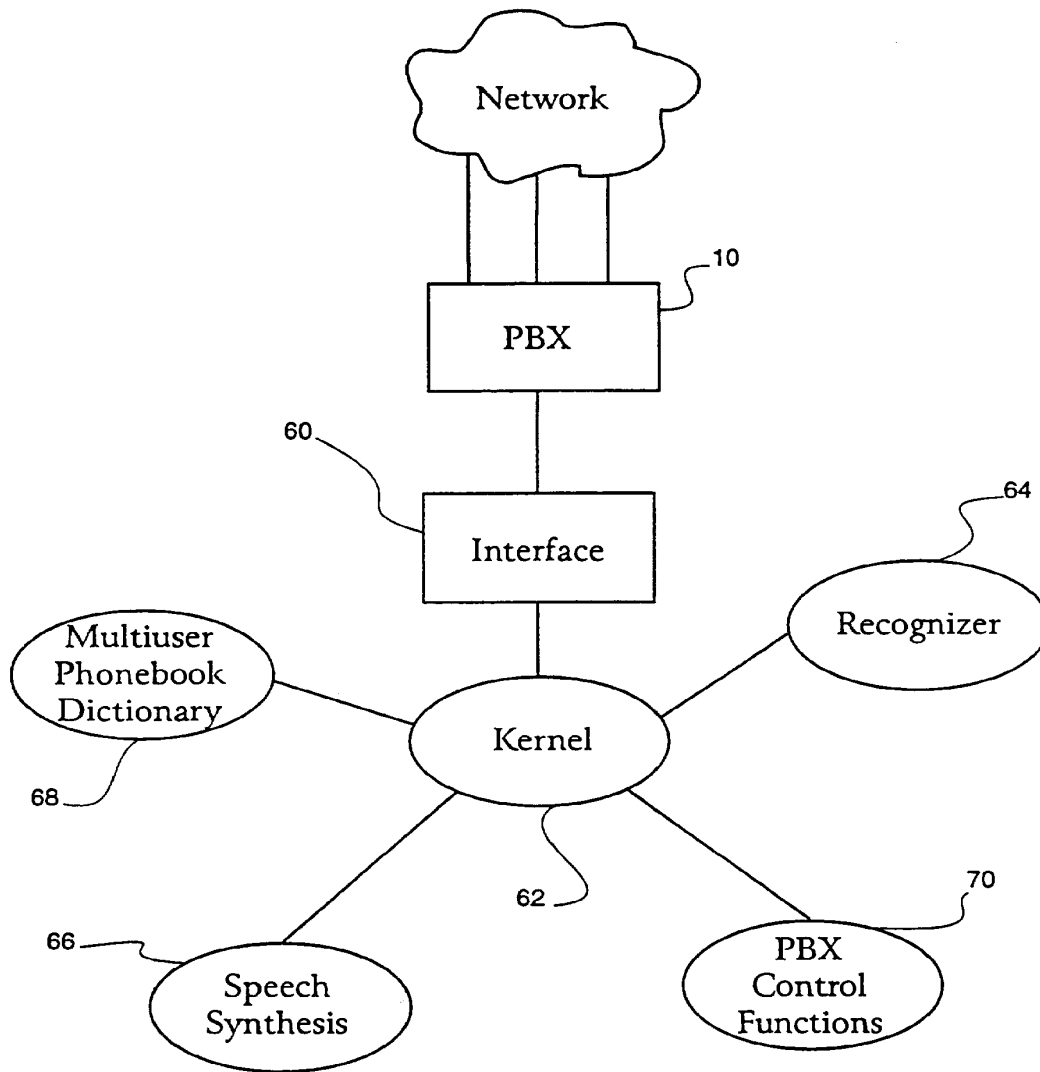 Network
10
PBX
60
Interface
64
Recognizer
Multiuser
Phonebook
Dictionary
Kernel
68
62
70
66
Speech
Synthesis
PBX
Control
Functions